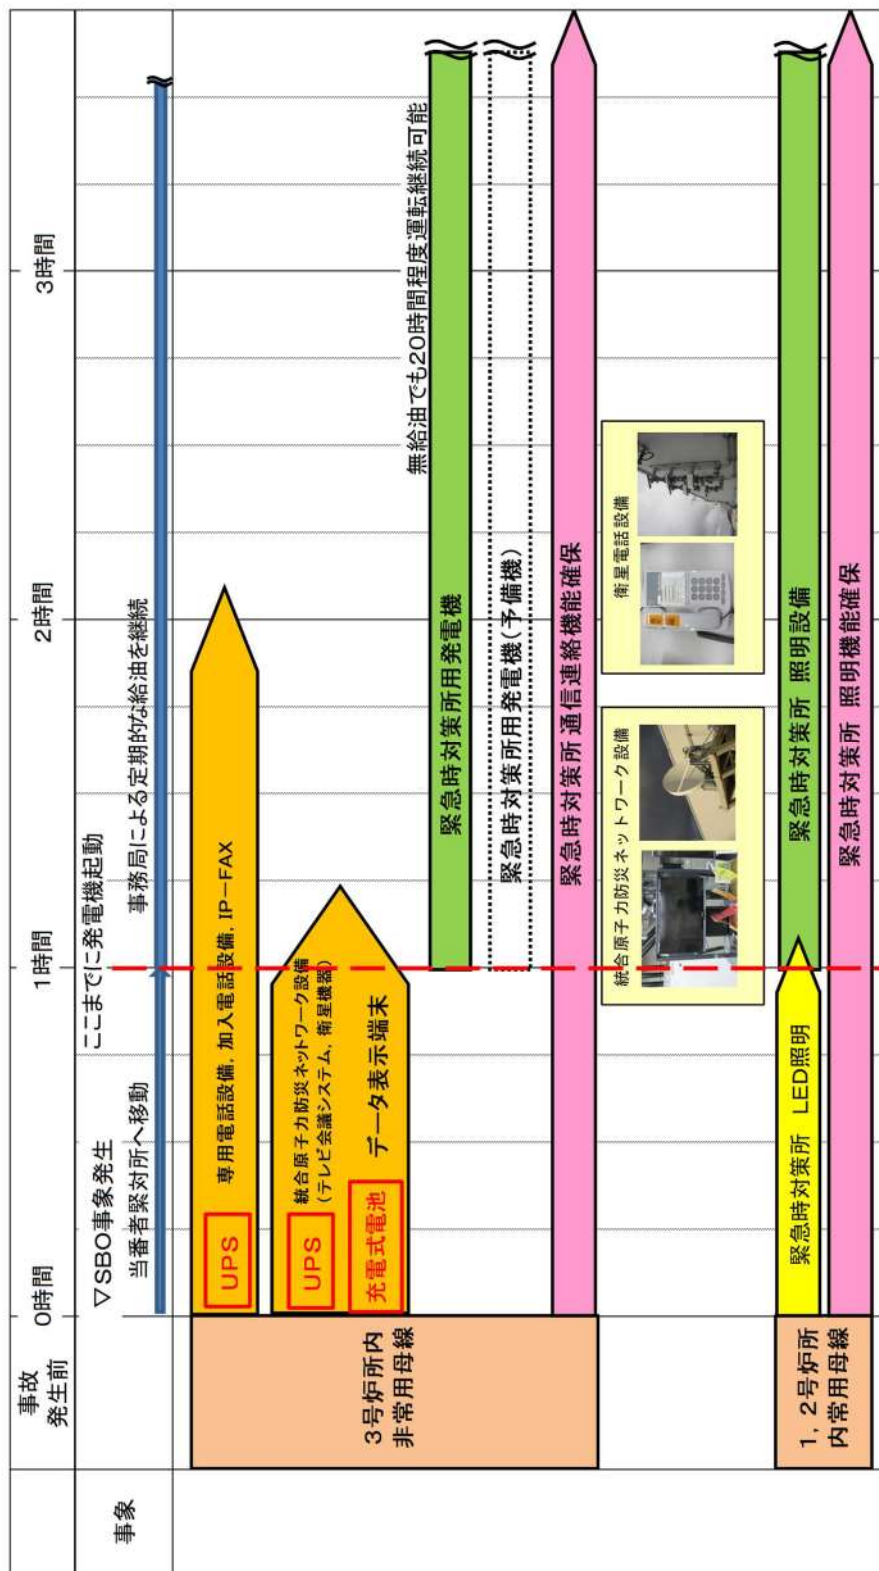 事故
発生前
0時間
1時間
2時間
3時間
事象
▽SBO事象発生
ここまでに発電機起動
当番者緊対所へ移動
事務局による定期的な給油を継続
3号炉所内
非常用母線
UPS
専用電話設備,加入電話設備,IP-FAX
UPS
統合原子力防災ネットワーク設備
(テレビ会議システム,衛星機器)
充電式電池
データ表示端末
無給油でも20時間程度運転継続可能
緊急時対策所用発電機
緊急時対策所用発電機(予備機)
緊急時対策所通信連絡機能確保
統合原子力防災ネットワーク設備
衛星電話設備
1,2号炉所
内常用母線
緊急時対策所 LED照明
緊急時対策所 照明設備
緊急時対策所 照明機能確保